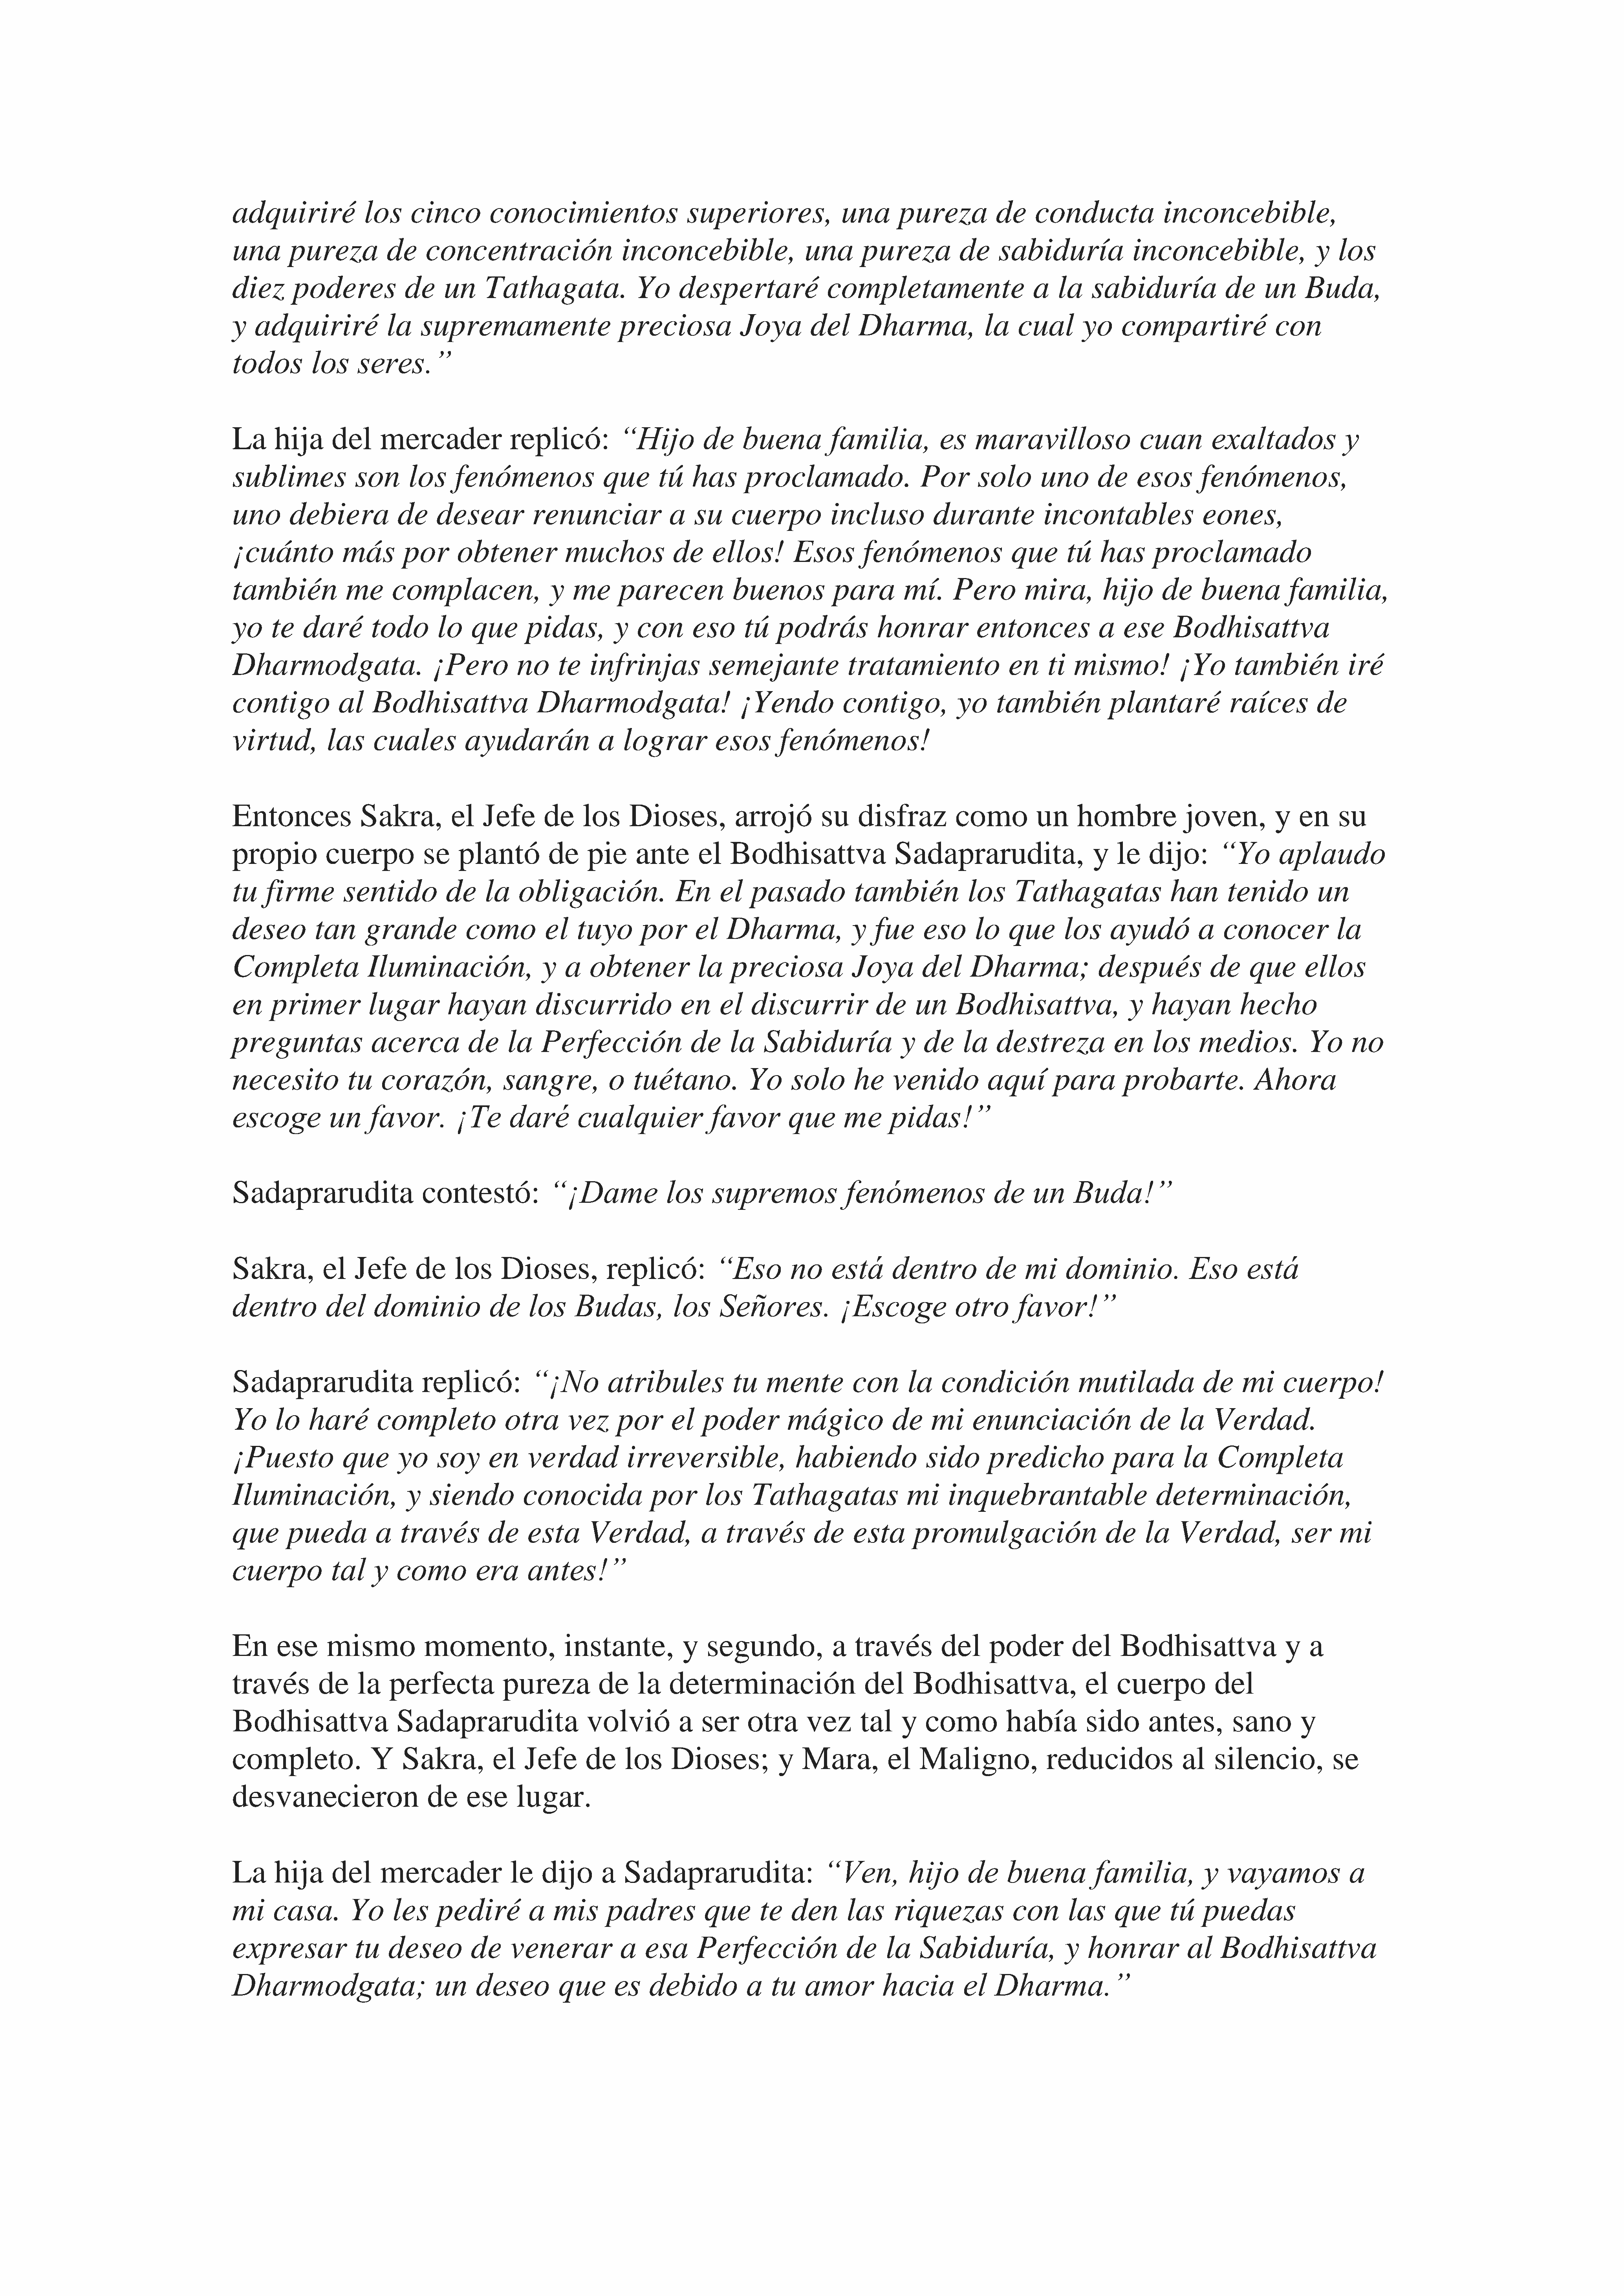 adquiriré los cinco conocimientos superiores, una pureza de conducta inconcebible,
una pureza de concentración inconcebible, una pureza de sabiduría inconcebible, y los
diez poderes de un Tathagata. Yo despertaré completamente a la sabiduría de un Buda,
y adquiriré la supremamente preciosa Joya del Dharma, la cual yo compartiré con
todos los seres.”
La hija del mercader replicó: “Hijo de buena familia, es maravilloso cuan exaltados y
sublimes son los fenómenos que tú has proclamado. Por solo uno de esos fenómenos,
uno debiera de desear renunciar a su cuerpo incluso durante incontables eones,
¡cuánto más por obtener muchos de ellos! Esos fenómenos que tú has proclamado
también me complacen, y me parecen buenos para mí. Pero mira, hijo de buena familia,
yo te daré todo lo que pidas, y con eso tú podrás honrar entonces a ese Bodhisattva
Dharmodgata. ¡Pero no te infrinjas semejante tratamiento en ti mismo! ¡Yo también iré
contigo al Bodhisattva Dharmodgata! ¡Yendo contigo, yo también plantaré raíces de
virtud, las cuales ayudarán a lograr esos fenómenos!
Entonces Sakra, el Jefe de los Dioses, arrojó su disfraz como un hombre joven, y en su
propio cuerpo se plantó de pie ante el Bodhisattva Sadaprarudita, y le dijo: “Yo aplaudo
tu firme sentido de la obligación. En el pasado también los Tathagatas han tenido un
deseo tan grande como el tuyo por el Dharma, y fue eso lo que los ayudó a conocer la
Completa Iluminación, y a obtener la preciosa Joya del Dharma; después de que ellos
en primer lugar hayan discurrido en el discurrir de un Bodhisattva, y hayan hecho
preguntas acerca de la Perfección de la Sabiduría y de la destreza en los medios. Yo no
necesito tu corazón, sangre, o tuétano. Yo solo he venido aquí para probarte. Ahora
escoge un favor. ¡Te daré cualquier favor que me pidas!”
Sadaprarudita contestó: “¡Dame los supremos fenómenos de un Buda!”
Sakra, el Jefe de los Dioses, replicó: “Eso no está dentro de mi dominio. Eso está
dentro del dominio de los Budas, los Señores. ¡Escoge otro favor!”
Sadaprarudita replicó: “¡No atribules tu mente con la condición mutilada de mi cuerpo!
Yo lo haré completo otra vez por el poder mágico de mi enunciación de la Verdad.
¡Puesto que yo soy en verdad irreversible, habiendo sido predicho para la Completa
Iluminación, y siendo conocida por los Tathagatas mi inquebrantable determinación,
que pueda a través de esta Verdad, a través de esta promulgación de la Verdad, ser mi
cuerpo tal y como era antes!”
En ese mismo momento, instante, y segundo, a través del poder del Bodhisattva y a
través de la perfecta pureza de la determinación del Bodhisattva, el cuerpo del
Bodhisattva Sadaprarudita volvió a ser otra vez tal y como había sido antes, sano y
completo. Y Sakra, el Jefe de los Dioses; y Mara, el Maligno, reducidos al silencio, se
desvanecieron de ese lugar.
La hija del mercader le dijo a Sadaprarudita: “Ven, hijo de buena familia, y vayamos a
mi casa. Yo les pediré a mis padres que te den las riquezas con las que tú puedas
expresar tu deseo de venerar a esa Perfección de la Sabiduría, y honrar al Bodhisattva
Dharmodgata; un deseo que es debido a tu amor hacia el Dharma.”